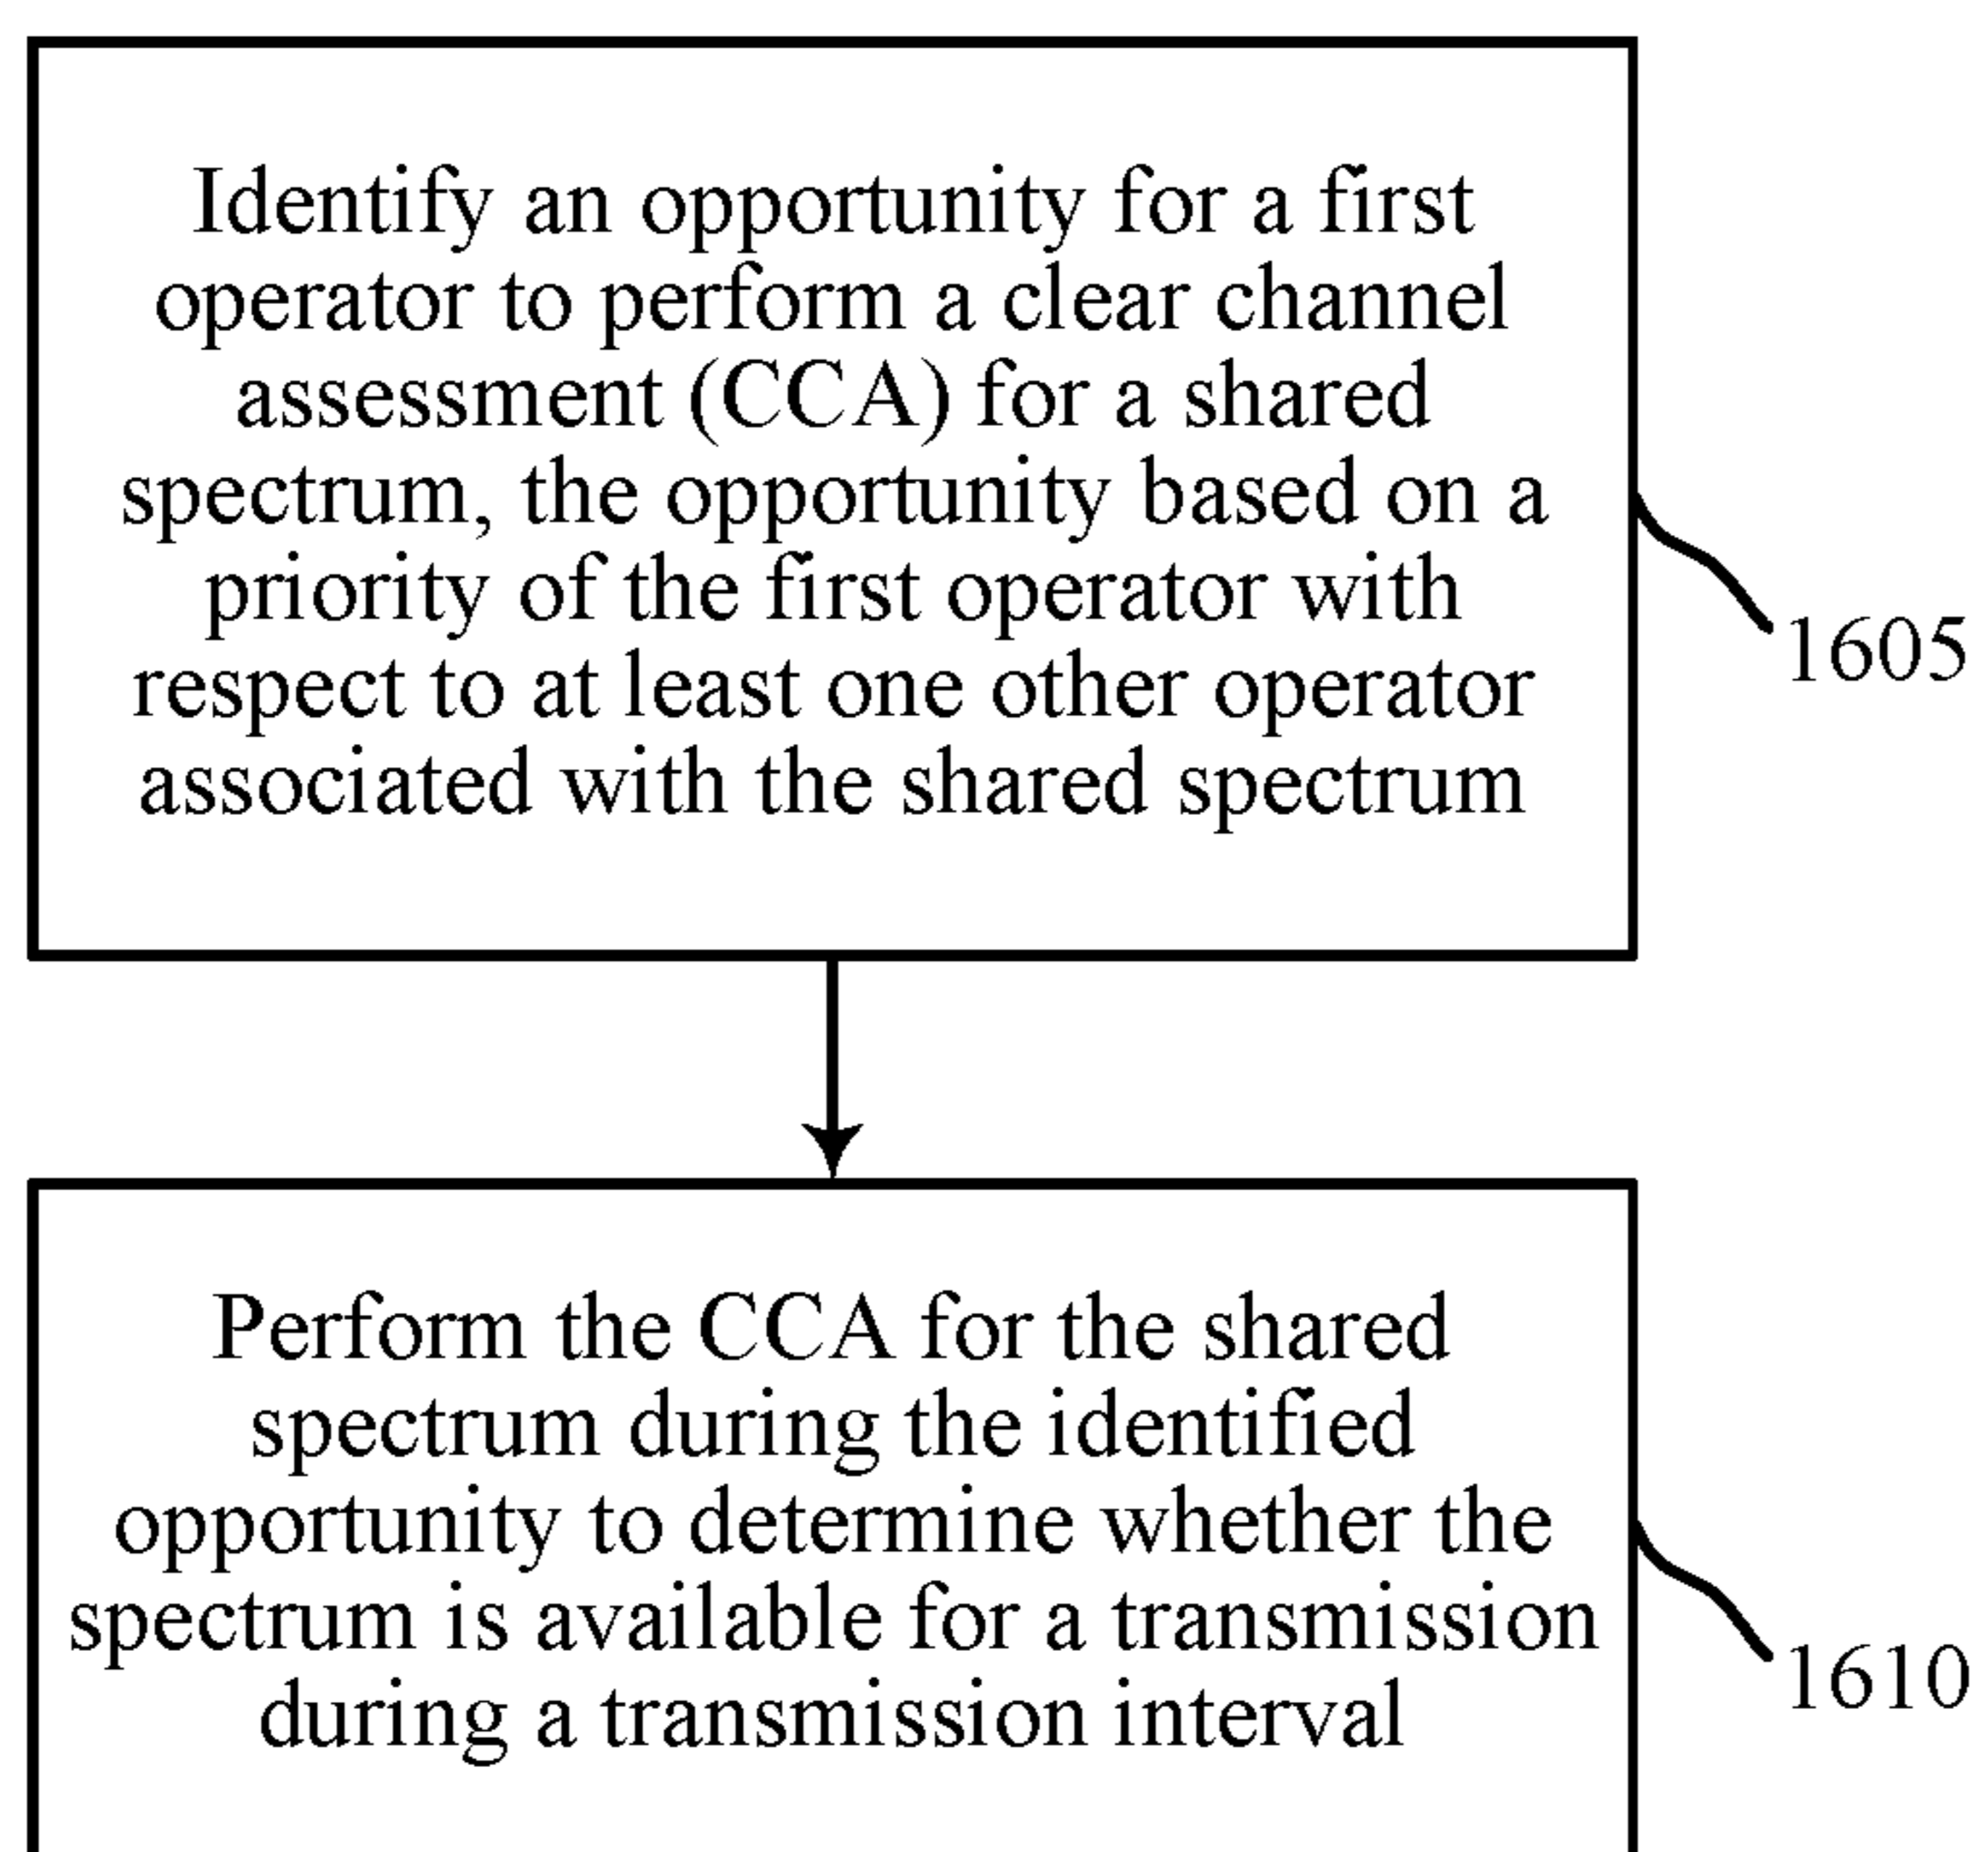 Identify an opportunity for a first
operator to perform a clear channel
assessment (CCA) for a shared
spectrum, the opportunity based on a
priority of the first operator with
respect to at least one other operator
associated with the shared spectrum
1605
Perform the CCA for the shared
spectrum during the identified
opportunity to determine whether the
spectrum is available for a transmission
during a transmission interval
1610